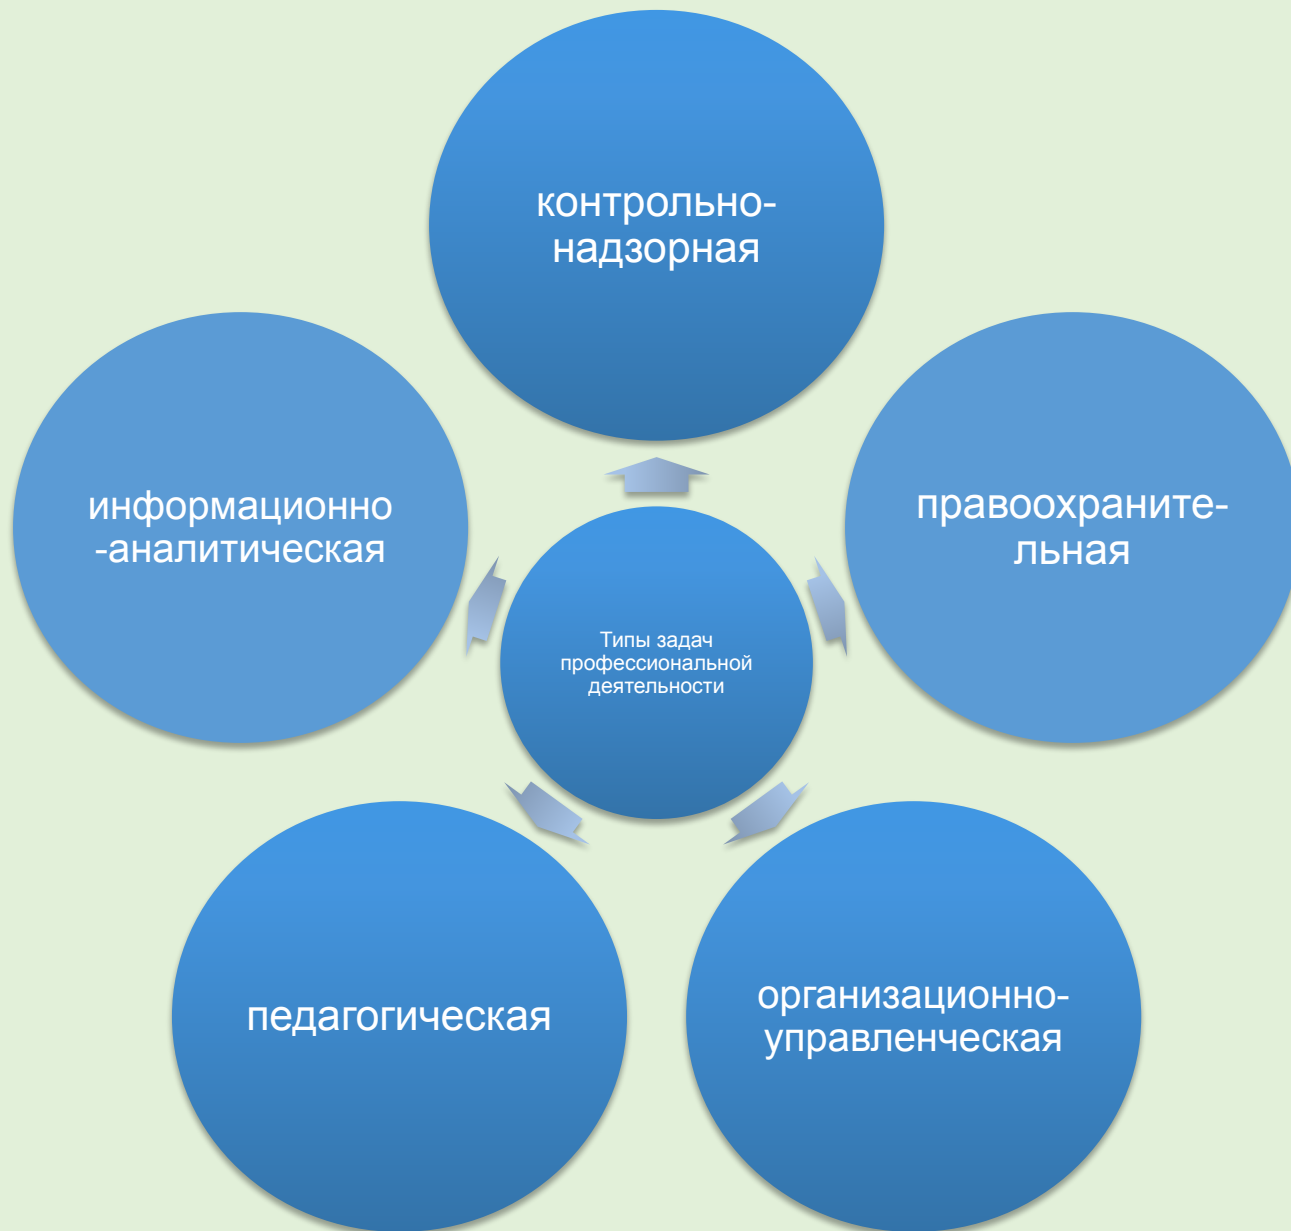 контрольно-
надзорная
информационно
-аналитическая
правоохраните-
льная
Типы задач
профессиональной
деятельности
педагогическая
организационно-
управленческая